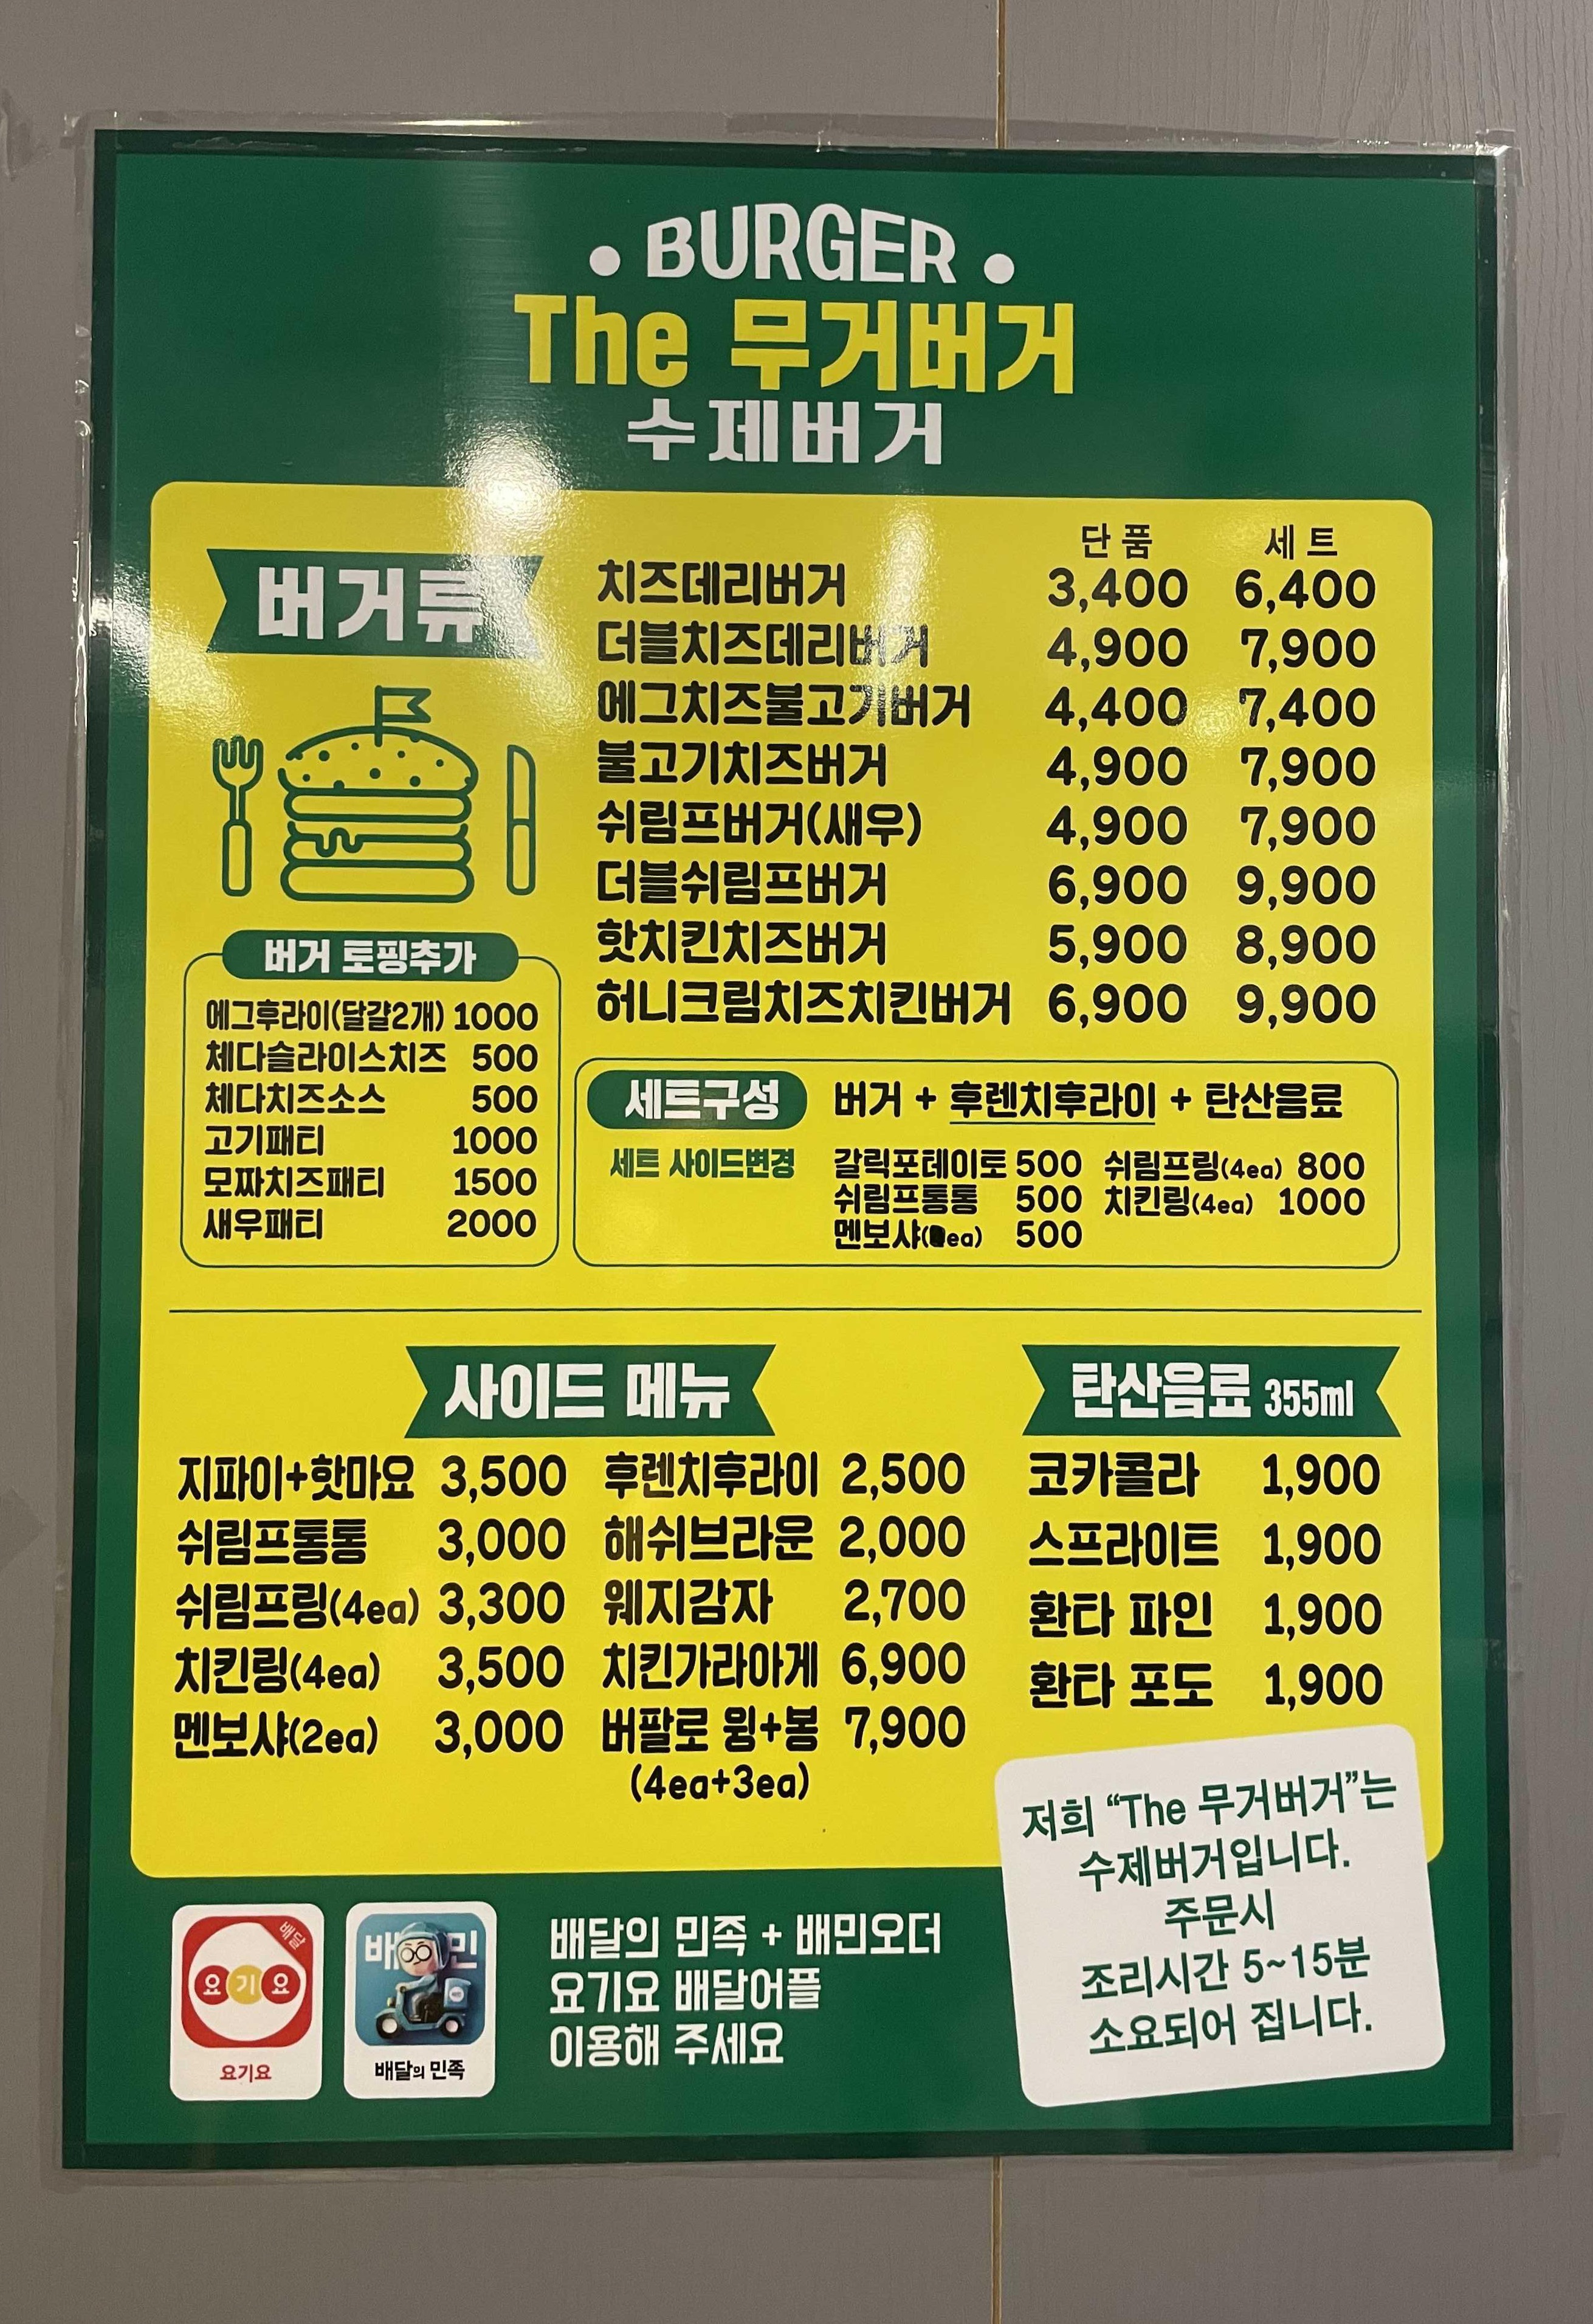 BURGER
The 무거버거
수제버거
버거류
단품 세트
치즈데리버거 3,400 6,400
더블치즈데리버거 4,900 7,900
에그치즈불고기버거 4,400 7,400
불고기치즈버거 4,900 7,900
쉬림프버거(새우) 4,900 7,900
더블쉬림프버거 6,900 9,900
핫치킨치즈버거 5,900 8,900
허니크림치즈치킨버거 6,900 9,900
버거 토핑추가
에그후라이(달걀2개) 1000
체다슬라이스치즈 500
체다치즈소스 500
고기패티 1000
모짜치즈패티 1500
새우패티 2000
세트구성 버거 + 후렌치후라이 + 탄산음료
세트 사이드변경 갈릭포테이토 500 쉬림프링(4ea) 800
쉬림프통통 500 치킨링(4ea) 1000
멘보샤(ea) 500
사이드 메뉴
지파이+핫마요 3,500 후렌치후라이 2,500
쉬림프통통 3,000 해쉬브라운 2,000
쉬림프링(4ea) 3,300 웨지감자 2,700
치킨링(4ea) 3,500 치킨가라아게 6,900
멘보샤(2ea) 3,000 버팔로 윙+봉 7,900
(4ea+3ea)
탄산음료 355ml
코카콜라 1,900
스프라이트 1,900
환타 파인 1,900
환타 포도 1,900
저희 “The 무거버거”는
수제버거입니다.
주문시
조리시간 5~15분
소요되어 집니다.
배달
요기요
요기요
배 민
배달의 민족
배달의 민족 + 배민오더
요기요 배달어플
이용해 주세요